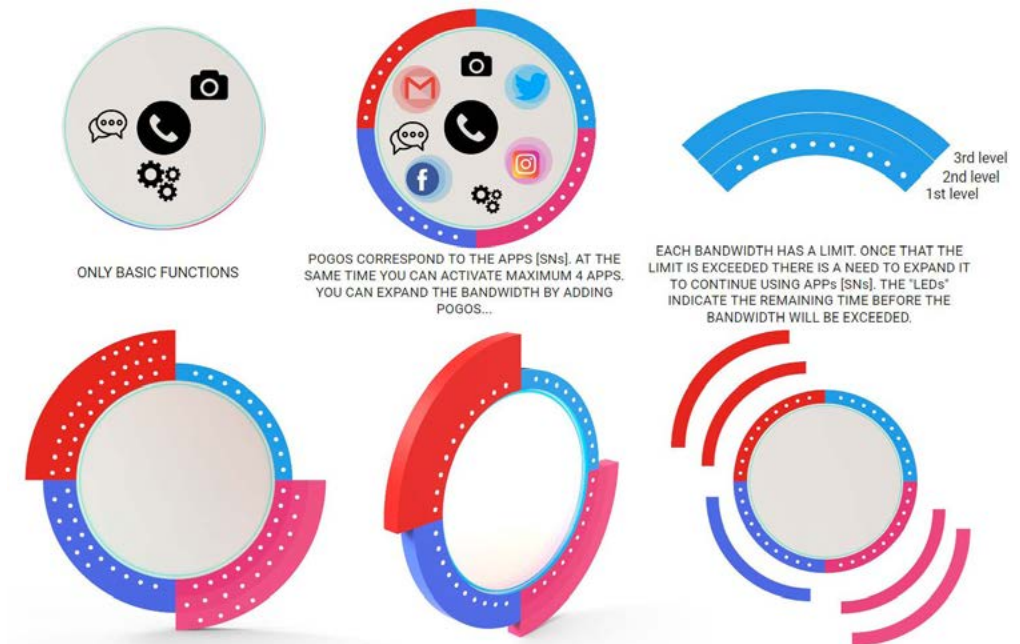 ONLY BASIC FUNCTIONS
POGOS CORRESPOND TO THE APPS [SNs]. AT THE
SAME TIME YOU CAN ACTIVATE MAXIMUM 4 APPS.
YOU CAN EXPAND THE BANDWIDTH BY ADDING
POGOS...
3rd level
2nd level
1st level
EACH BANDWIDTH HAS A LIMIT. ONCE THAT THE
LIMIT IS EXCEEDED THERE IS A NEED TO EXPAND IT
TO CONTINUE USING APPs [SNs]. THE "LEDs"
INDICATE THE REMAINING TIME BEFORE THE
BANDWIDTH WILL BE EXCEEDED.